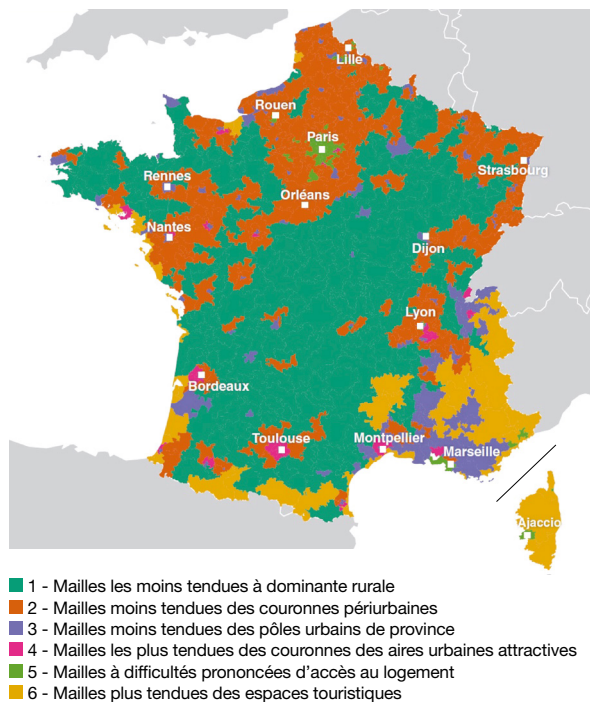 Lille
Rouen
Paris
Strasbourg
Rennes
Orléans
Nantes
Dijon
Lyon
Bordeaux
Toulouse
Montpellier
Marseille
Ajaccio
1 - Mailles les moins tendues à dominante rurale
2 - Mailles moins tendues des couronnes périurbaines
3 - Mailles moins tendues des pôles urbains de province
4 - Mailles les plus tendues des couronnes des aires urbaines attractives
5 - Mailles à difficultés prononcées d'accès au logement
6 - Mailles plus tendues des espaces touristiques